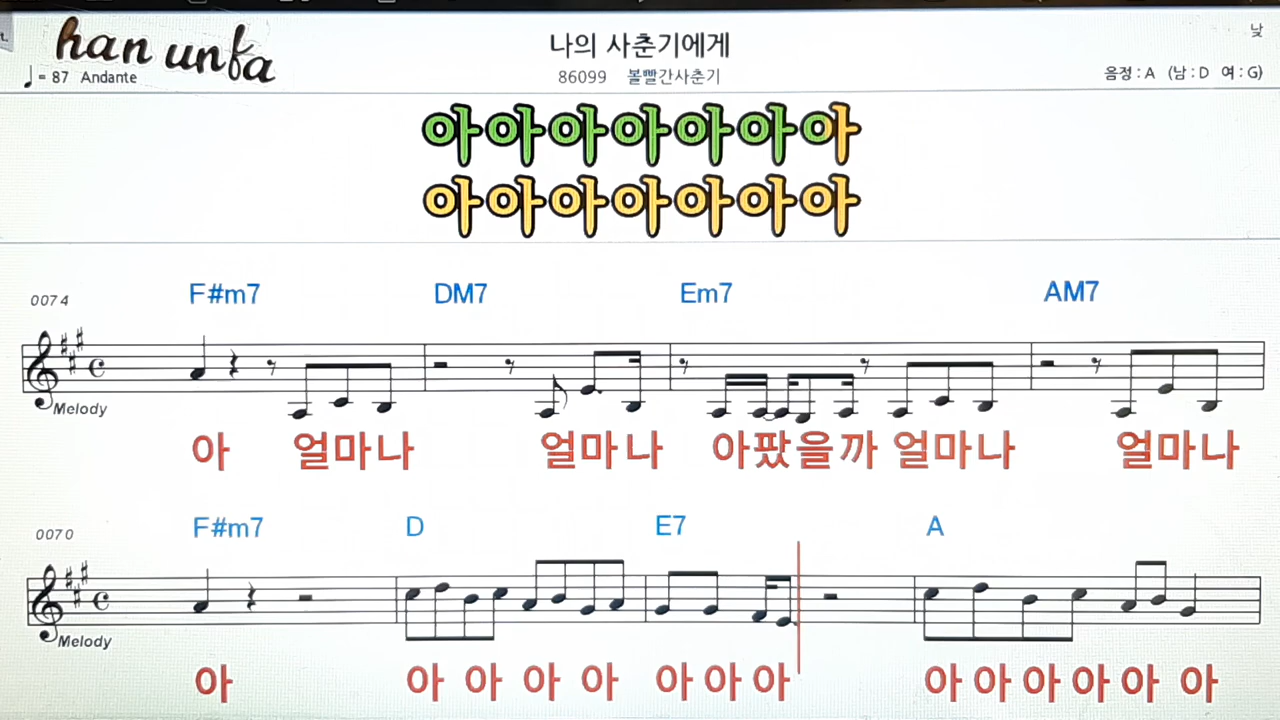 han unfa
나의 사춘기에게
낮
♩ = 87 Andante
86099 볼빨간사춘기
음정 : A (남 : D 여 : G)
아아아아아아아
아아아아아아아
0074 F#m7 DM7 Em7 AM7
Melody
아 얼마나 얼마나 아팠을까 얼마나 얼마나
0070 F#m7 D E7 A
Melody
아 아 아 아 아 아 아 아 아 아 아 아 아 아